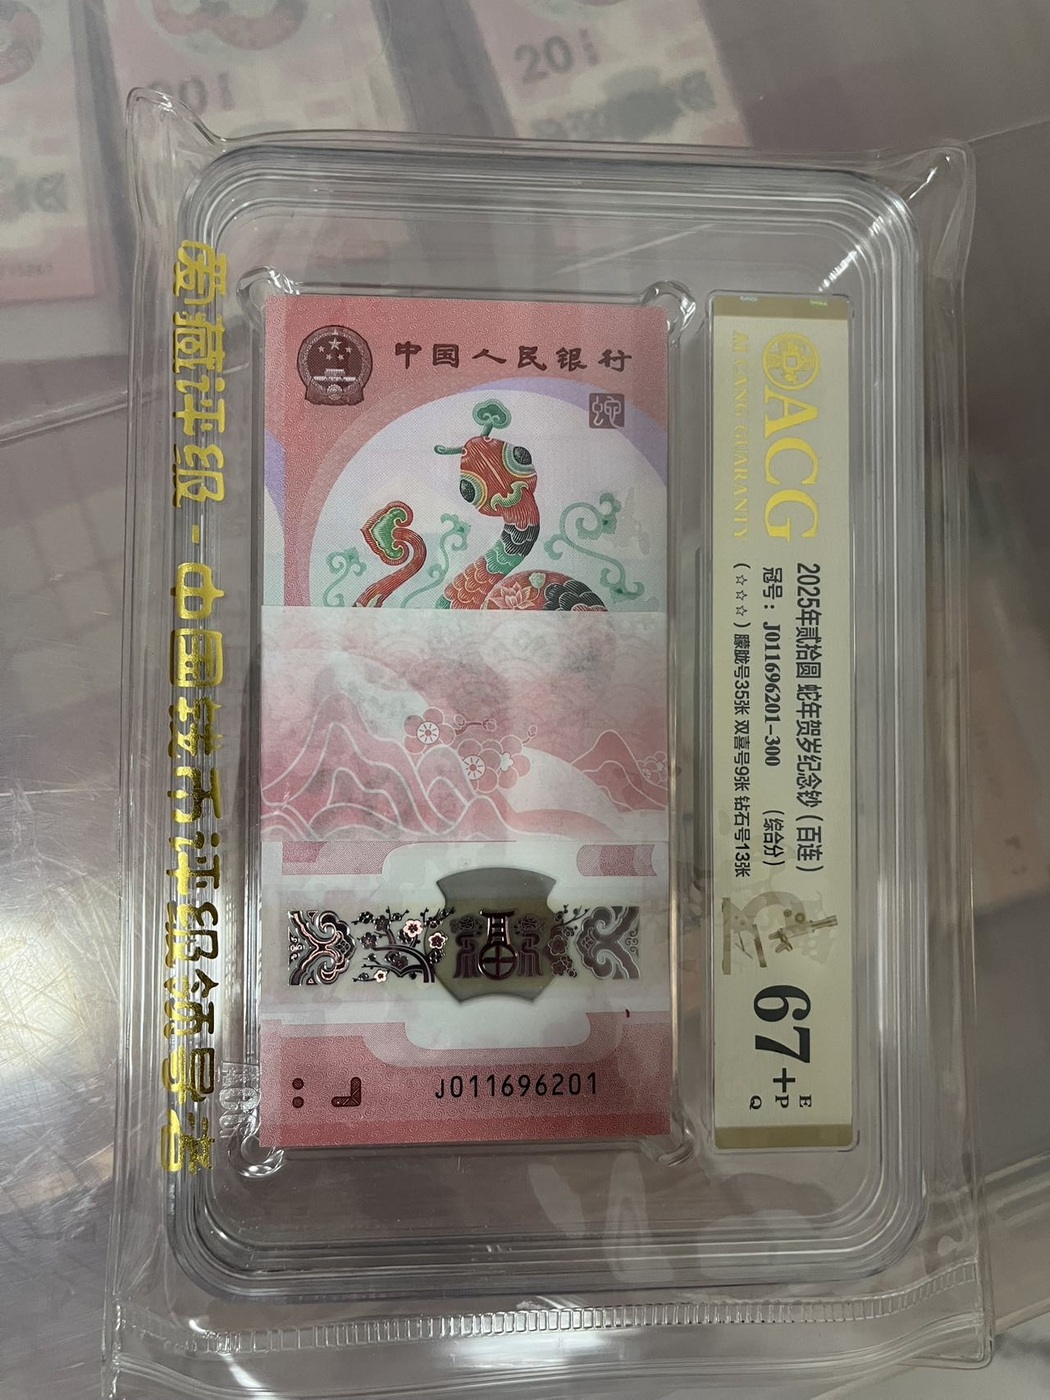 20
爱藏评级-中国钱币评级领导者
中国人民银行
J011696201
ACG
AI CANG GUARANTY
2025年贰拾圆 蛇年贺岁纪念钞（百连）
冠号：J011696201-300 （综合分）
（☆☆☆）朦胧号35张 双喜号9张 钻石号13张
67+EPQ